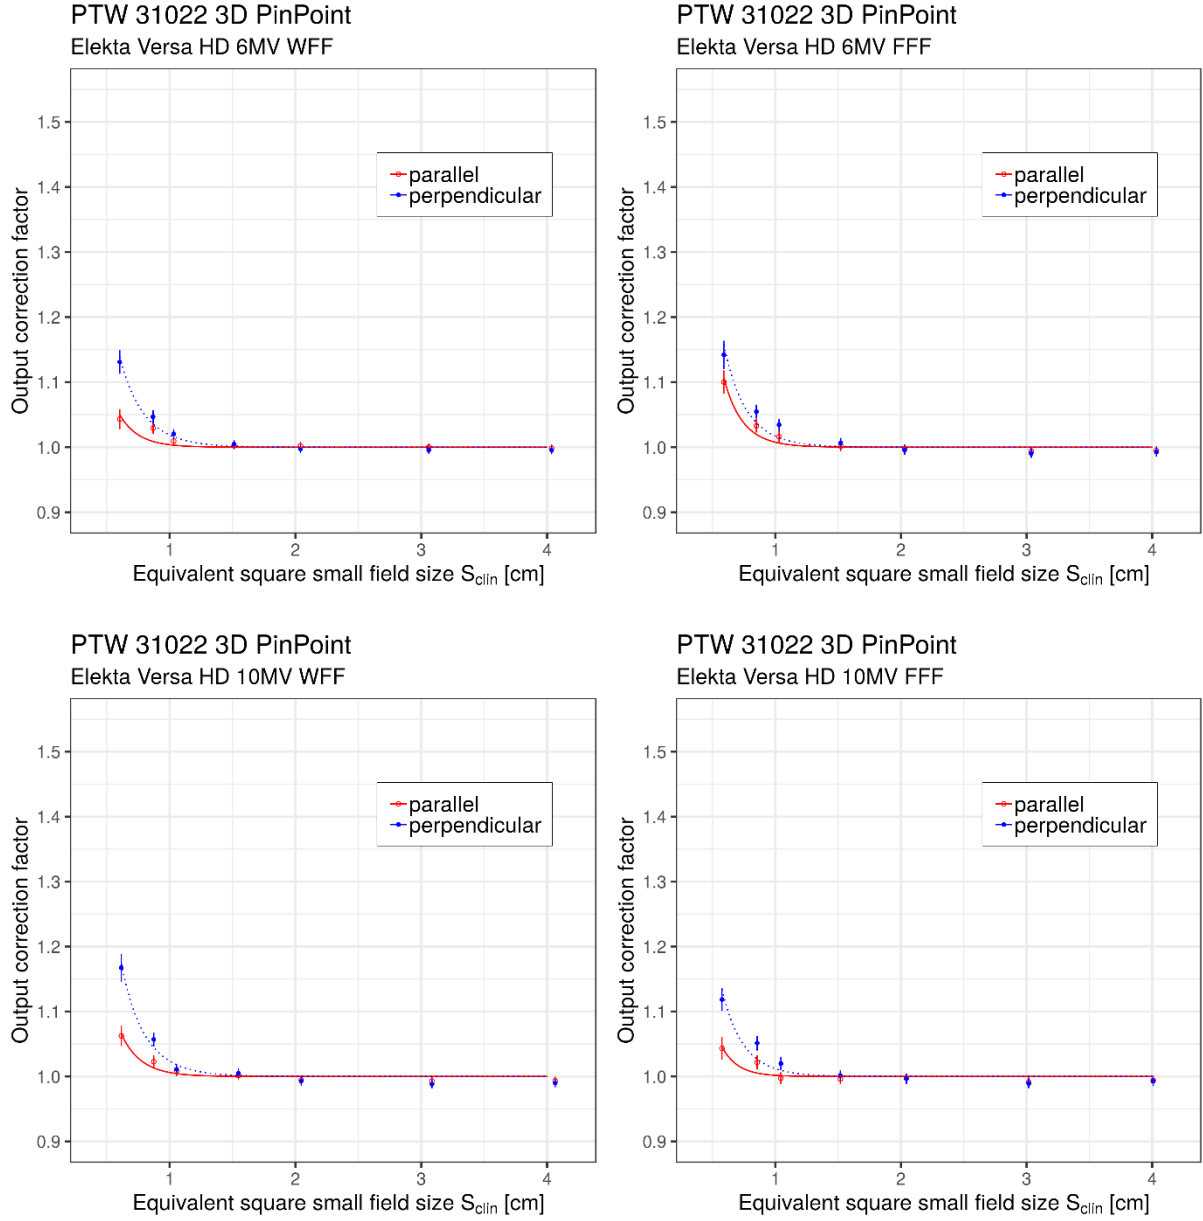 PTW 31022 3D PinPoint
Elekta Versa HD 6MV WFF
1.5
1.4
1.3
1.2
1.1
1.0
0.9
Output correction factor
parallel
perpendicular
1 2 3 4
Equivalent square small field size Sclin [cm]
PTW 31022 3D PinPoint
Elekta Versa HD 6MV FFF
1.5
1.4
1.3
1.2
1.1
1.0
0.9
Output correction factor
parallel
perpendicular
1 2 3 4
Equivalent square small field size Sclin [cm]
PTW 31022 3D PinPoint
Elekta Versa HD 10MV WFF
1.5
1.4
1.3
1.2
1.1
1.0
0.9
Output correction factor
parallel
perpendicular
1 2 3 4
Equivalent square small field size Sclin [cm]
PTW 31022 3D PinPoint
Elekta Versa HD 10MV FFF
1.5
1.4
1.3
1.2
1.1
1.0
0.9
Output correction factor
parallel
perpendicular
1 2 3 4
Equivalent square small field size Sclin [cm]